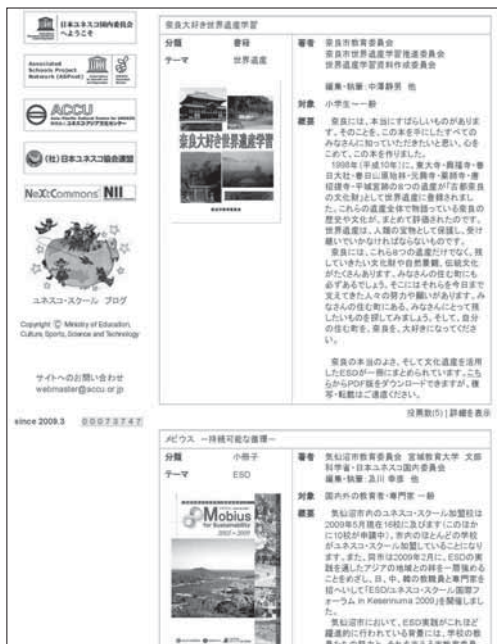 日本ユネスコ国内委員会
へようこそ
Associated
Schools Project
Network (ASPnet)
ACCU
Asia-Pacific Cultural Centre for UNESCO
ユネスコアジア文化センター
(社)日本ユネスコ協会連盟
NetCommons NII
ユネスコ・スクール ブログ
Copyright © Ministry of Education,
Culture, Sports, Science and Technology
サイトへのお問い合わせ
webmaster@accu.or.jp
since 2009.3 00073747
奈良大好き世界遺産学習
分類 書籍
テーマ 世界遺産
奈良大好き世界遺産学習
著者 奈良市教育委員会
奈良市世界遺産学習推進委員会
世界遺産学習資料作成委員会
編集・執筆:中澤静男 他
対象 小学生~一般
概要 奈良には、本当にすばらしいものがありま
す。そのことを、この本を手にしたすべての
みなさんに知っていただきたいと思い、心を
こめて、この本を作りました。
1998年(平成10年)に、東大寺・興福寺・春
日大社・春日山原始林・元興寺・薬師寺・唐
招提寺・平城宮跡の8つの遺産が「古都奈良
の文化財」として世界遺産に登録されまし
た。これらの遺産全体で物語っている奈良の
歴史や文化が、まとめて評価されたのです。
世界遺産は、人類の宝物として保護し、受け
継いでいかなければならないものです。
奈良には、これら8つの遺産だけでなく、残
していきたい文化財や自然景観、伝統文化
がたくさんあります。みなさんの住む町にも
必ずあるでしょう。そこにはそれらを今日まで
支えてきた人々の努力や願いがあります。み
なさんの住む町にある、みなさんにとって残
したいものを探してみましょう。そして、自分
の住む町を、奈良を、大好きになってくださ
い。
奈良の本当のよさ、そして文化遺産を活用
したESDが一冊にまとめられています。こち
らからPDF版をダウンロードできますが、複
写・転載はご遠慮ください。
投票数(5) | 詳細を表示
メビウス ー持続可能な循環ー
分類 小冊子
テーマ ESD
Mobius
for Sustainability
2002-2009
著者 気仙沼市教育委員会 宮城教育大学 文部
科学省・日本ユネスコ国内委員会
編集・執筆:及川 幸彦 他
対象 国内外の教育者・専門家 一般
概要 気仙沼市内のユネスコ・スクール加盟校は
2009年5月現在16校に及びます(このほか
に10校が申請中)。市内のほとんどの学校
がユネスコ・スクール加盟していることになり
ます。また、同市は2009年2月に、ESDの実
践を通したアジアの地域との絆を一層強める
ことをめざし、日、中、韓の教職員と専門家を
招へいして「ESD/ユネスコ・スクール国際フ
ォーラム in Kesennuma 2009」を開催しまし
た。
気仙沼市において、ESD実践がこれほど
躍進的に行われている背景には、学校の教